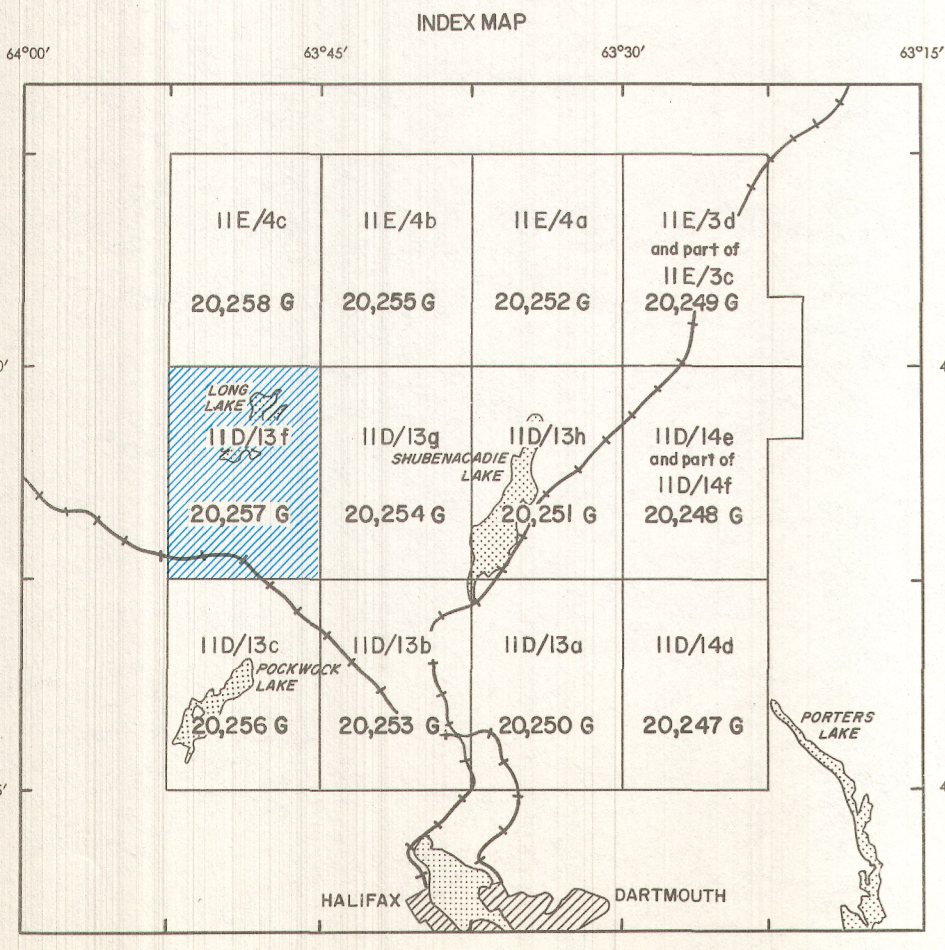 INDEX MAP
64°00′ 63°45′ 63°30′ 63°15′
11E/4c 11E/4b 11E/4a 11E/3d
and part of
11E/3c
20,258 G 20,255 G 20,252 G 20,249 G
0′ 4
LONG
LAKE
11D/13f 11D/13g 11D/13h 11D/14e
SHUBENACADIE
LAKE
and part of
11D/14f
20,257 G 20,254 G 20,251 G 20,248 G
11D/13c 11D/13b 11D/13a 11D/14d
POCKWOCK
LAKE
20,256 G 20,253 G 20,250 G 20,247 G
PORTERS
LAKE
5′ 4
HALIFAX DARTMOUTH